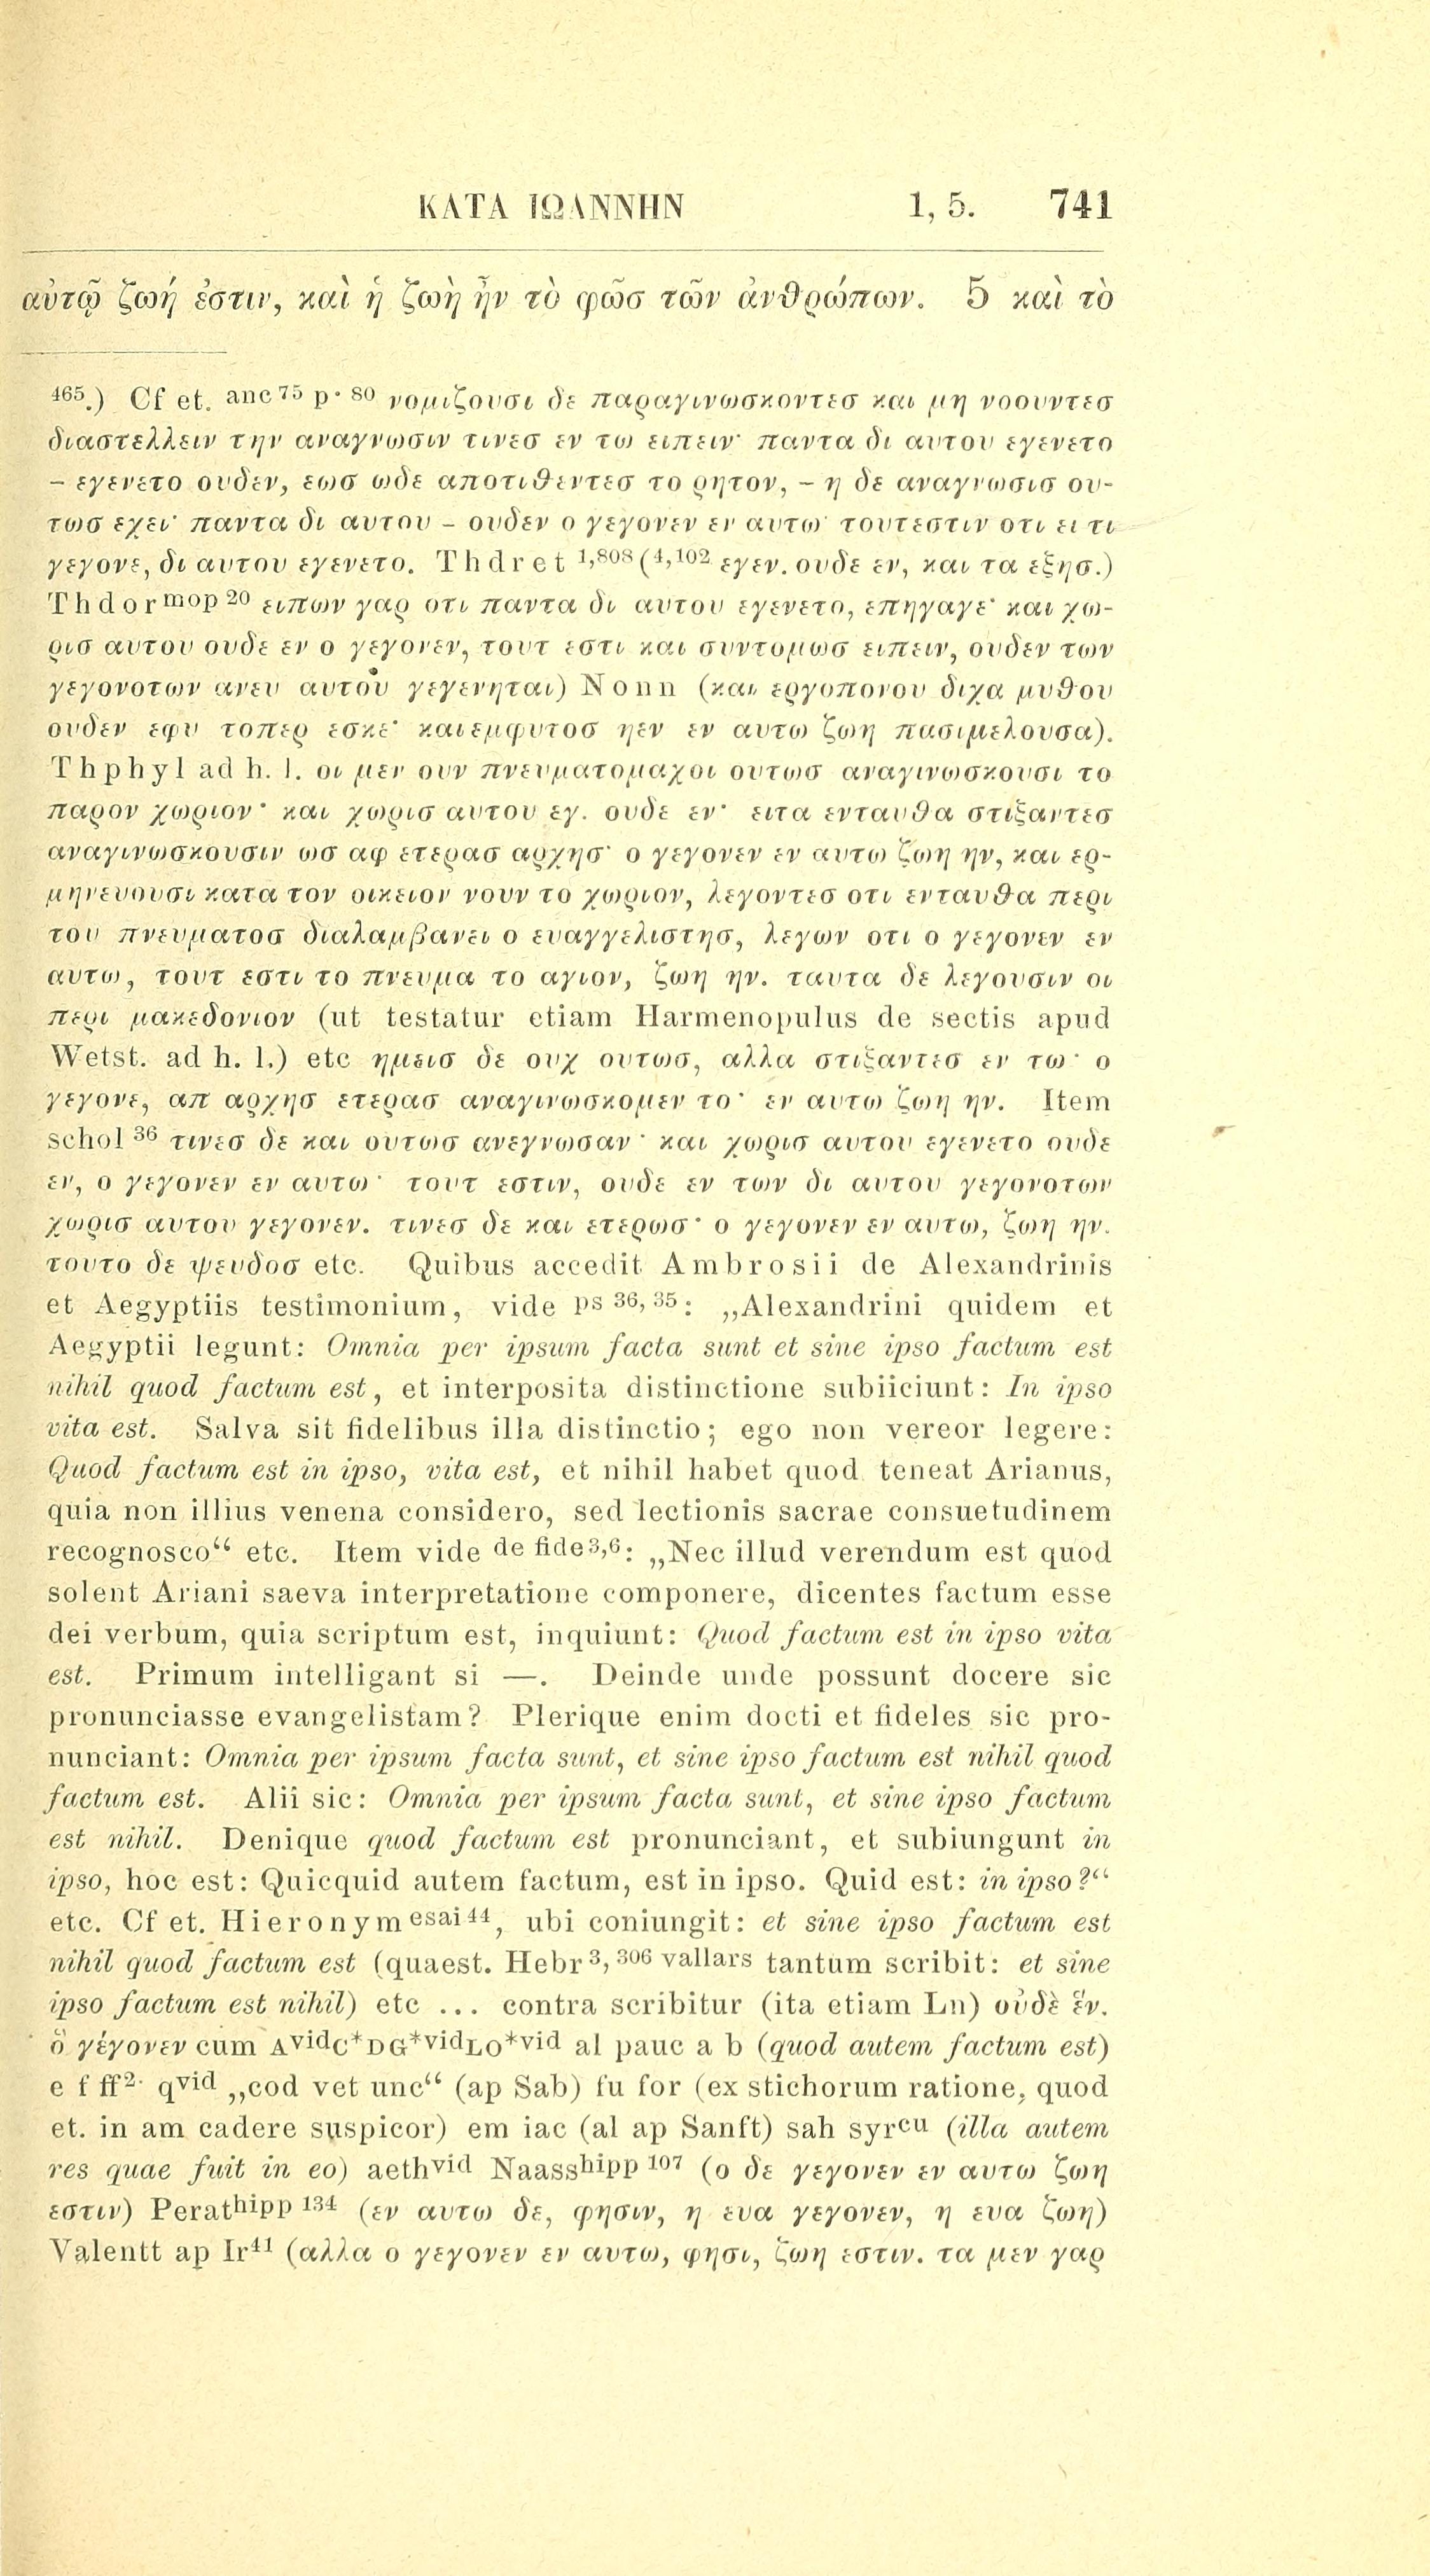 ΚΑΤΑ ΙΩΑΝΝΗΝ 1, 5. 741
αὐτῷ ζωή ἐστιν, καὶ ἡ ζωὴ ἦν τὸ φῶσ τῶν ἀνθρώπων. 5 καὶ τὸ
465.) Cf et. anc 75 p. 80 νομιζουσι δε παραγινωσκοντεσ και μη νοουντεσ
διαστελλειν την αναγνωσιν τινεσ εν τω ειπειν· παντα δι αυτου εγενετο
– εγενετο ουδεν, εωσ ωδε αποτιθεντεσ το ρητον, – η δε αναγνωσισ ου-
τωσ εχει· παντα δι αυτου – ουδεν ο γεγονεν εν αυτω· τουτεστιν οτι ει τι
γεγονε, δι αυτου εγενετο. Thdret 1,808 (4,102 εγεν. ουδε εν, και τα εξησ.)
Thdormop 20 ειπων γαρ οτι παντα δι αυτου εγενετο, επηγαγε· και χω-
ρισ αυτου ουδε εν ο γεγονεν, τουτ εστι και συντομωσ ειπειν, ουδεν των
γεγονοτων ανευ αυτου γεγενηται) Nonn (και εργοπονου διχα μυθου
ουδεν εφυ τοπερ εσκε· και εμφυτοσ ηεν εν αυτω ζωη πασιμελουσα).
Thphyl ad h. l. οι μεν ουν πνευματομαχοι ουτωσ αναγινωσκουσι το
παρον χωριον· και χωρισ αυτου εγ. ουδε εν· ειτα ενταυθα στιξαντεσ
αναγινωσκουσιν ωσ αφ ετερασ αρχησ· ο γεγονεν εν αυτω ζωη ην, και ερ-
μηνευουσι κατα τον οικειον νουν το χωριον, λεγοντεσ οτι ενταυθα περι
του πνευματοσ διαλαμβανει ο ευαγγελιστησ, λεγων οτι ο γεγονεν εν
αυτω, τουτ εστι το πνευμα το αγιον, ζωη ην. ταυτα δε λεγουσιν οι
περι μακεδονιον (ut testatur etiam Harmenopulus de sectis apud
Wetst. ad h. l.) etc ημεισ δε ουχ ουτωσ, αλλα στιξαντεσ εν τω· ο
γεγονε, απ αρχησ ετερασ αναγινωσκομεν το· εν αυτω ζωη ην. Item
schol 36 τινεσ δε και ουτωσ ανεγνωσαν· και χωρισ αυτου εγενετο ουδε
εν, ο γεγονεν εν αυτω· τουτ εστιν, ουδε εν των δι αυτου γεγονοτων
χωρισ αυτου γεγονεν. τινεσ δε και ετερωσ· ο γεγονεν εν αυτω, ζωη ην.
τουτο δε ψευδοσ etc. Quibus accedit Ambrosii de Alexandrinis
et Aegyptiis testimonium, vide ps 36, 35: „Alexandrini quidem et
Aegyptii legunt: Omnia per ipsum facta sunt et sine ipso factum est
nihil quod factum est, et interposita distinctione subiiciunt: In ipso
vita est. Salva sit fidelibus illa distinctio; ego non vereor legere:
Quod factum est in ipso, vita est, et nihil habet quod teneat Arianus,
quia non illius venena considero, sed lectionis sacrae consuetudinem
recognosco“ etc. Item vide de fide 3,6: „Nec illud verendum est quod
solent Ariani saeva interpretatione componere, dicentes factum esse
dei verbum, quia scriptum est, inquiunt: Quod factum est in ipso vita
est. Primum intelligant si —. Deinde unde possunt docere sic
pronunciasse evangelistam? Plerique enim docti et fideles sic pro-
nunciant: Omnia per ipsum facta sunt, et sine ipso factum est nihil quod
factum est. Alii sic: Omnia per ipsum facta sunt, et sine ipso factum
est nihil. Denique quod factum est pronunciant, et subiungunt in
ipso, hoc est: Quicquid autem factum, est in ipso. Quid est: in ipso?“
etc. Cf et. Hieronym esai 44, ubi coniungit: et sine ipso factum est
nihil quod factum est (quaest. Hebr 3, 306 vallars tantum scribit: et sine
ipso factum est nihil) etc ... contra scribitur (ita etiam Ln) οὐδὲ ἕν.
ὃ γέγονεν cum AvidC*DG*vidLO*vid al pauc a b (quod autem factum est)
e f ff2. qvid „cod vet unc“ (ap Sab) fu for (ex stichorum ratione, quod
et. in am cadere suspicor) em iac (al ap Sanft) sah syrcu (illa autem
res quae fuit in eo) aethvid Naasshipp 107 (ο δε γεγονεν εν αυτω ζωη
εστιν) Perathipp 134 (εν αυτω δε, φησιν, η ευα γεγονεν, η ευα ζωη)
Valentt ap Ir41 (αλλα ο γεγονεν εν αυτω, φησι, ζωη εστιν. τα μεν γαρ